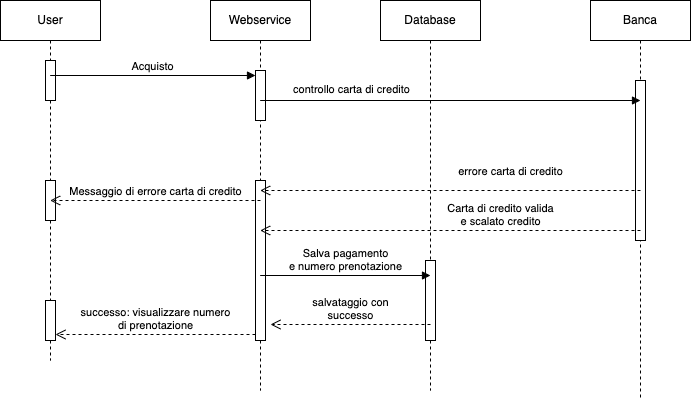 User
Webservice
Database
Banca
Acquisto
controllo carta di credito
errore carta di credito
Messaggio di errore carta di credito
Carta di credito valida
e scalato credito
Salva pagamento
e numero prenotazione
salvataggio con
successo
successo: visualizzare numero
di prenotazione